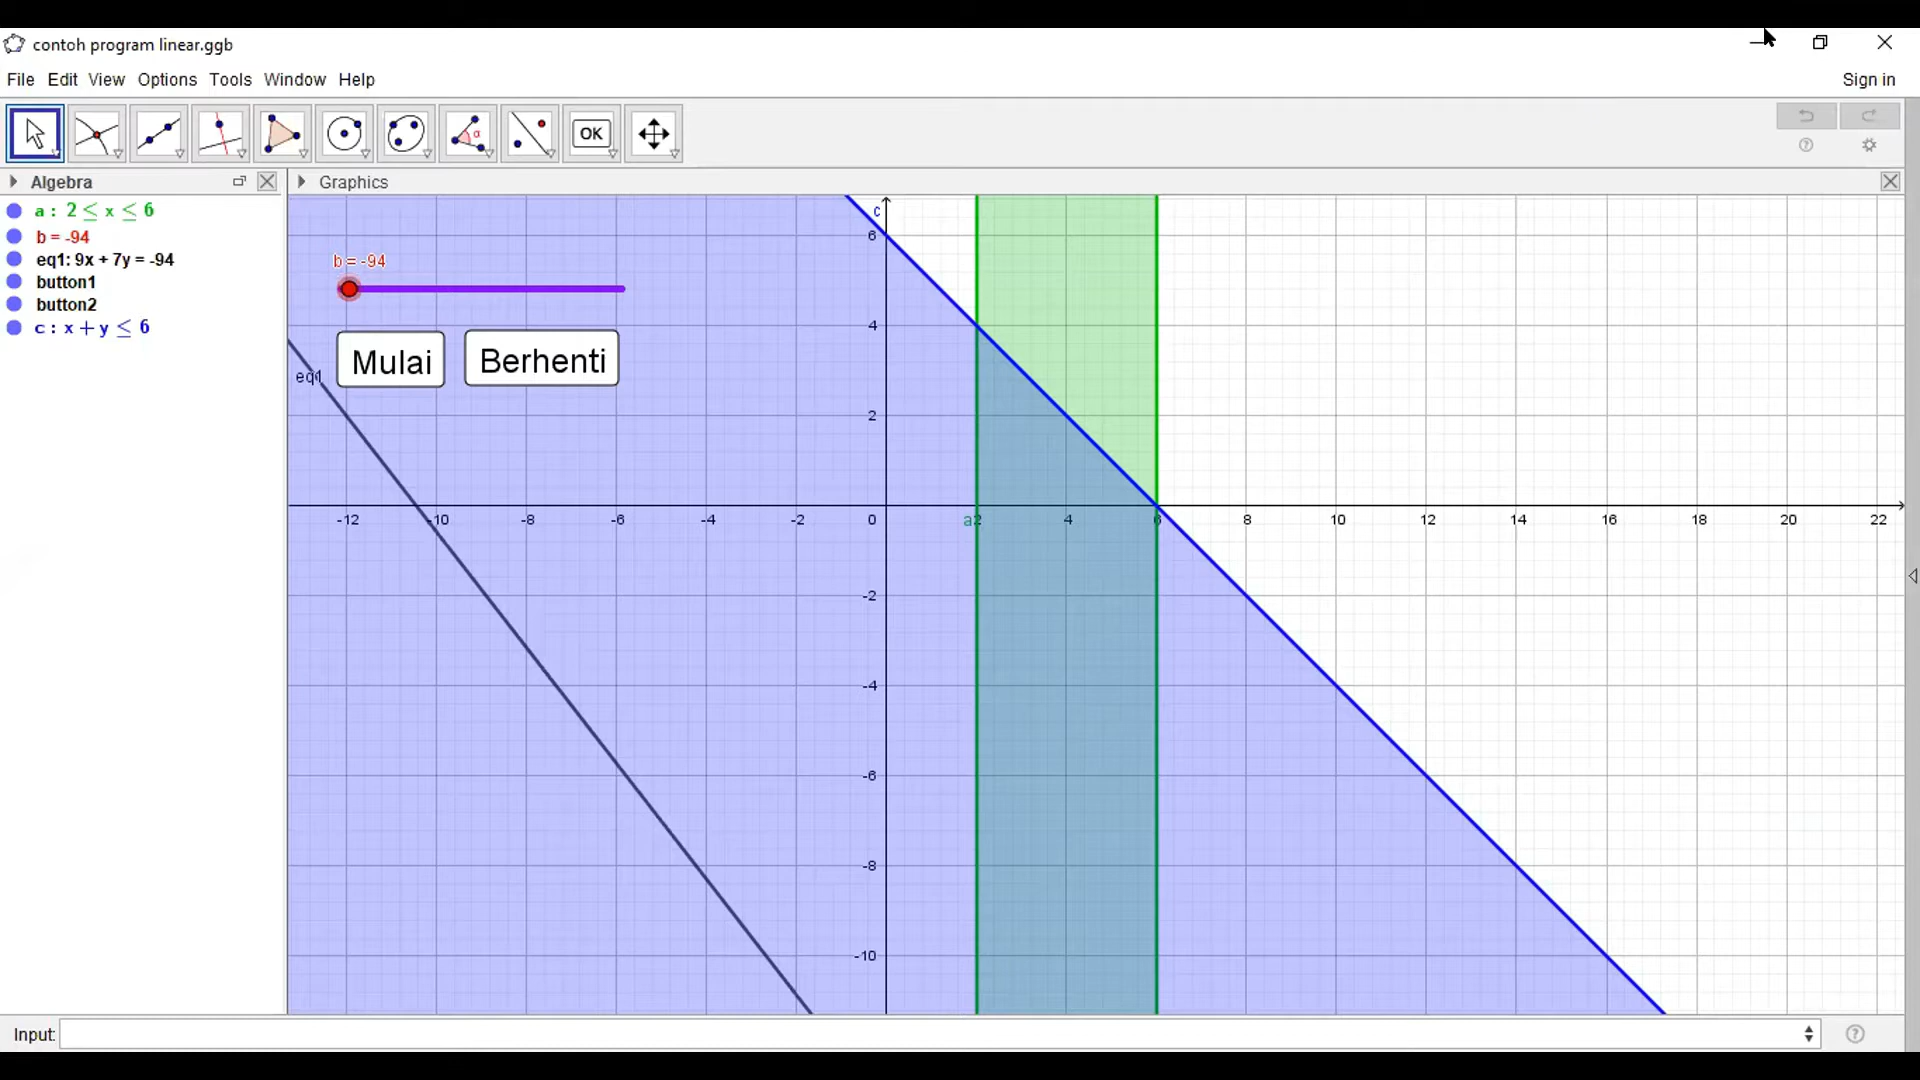 contoh program linear.ggb
File Edit View Options Tools Window Help
Sign in
α
OK
Algebra
Graphics
a : 2 ≤ x ≤ 6
b = -94
eq1: 9x + 7y = -94
button1
button2
c : x + y ≤ 6
b = -94
Mulai
Berhenti
eq1
c
6
4
2
-12 -10 -8 -6 -4 -2 0 a 2 4 6 8 10 12 14 16 18 20 22
-2
-4
-6
-8
-10
Input: